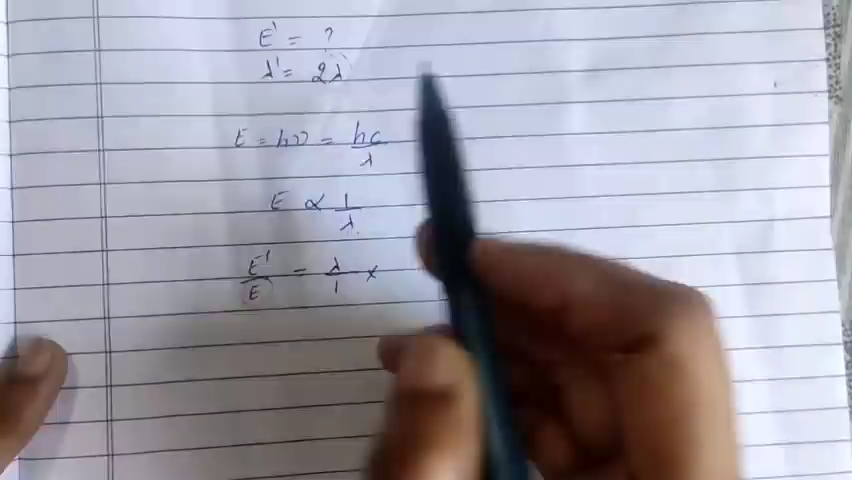 E' = ?
λ' = 2λ
E = hν = hc/λ
E ∝ 1/λ
E'/E = λ/1 ×